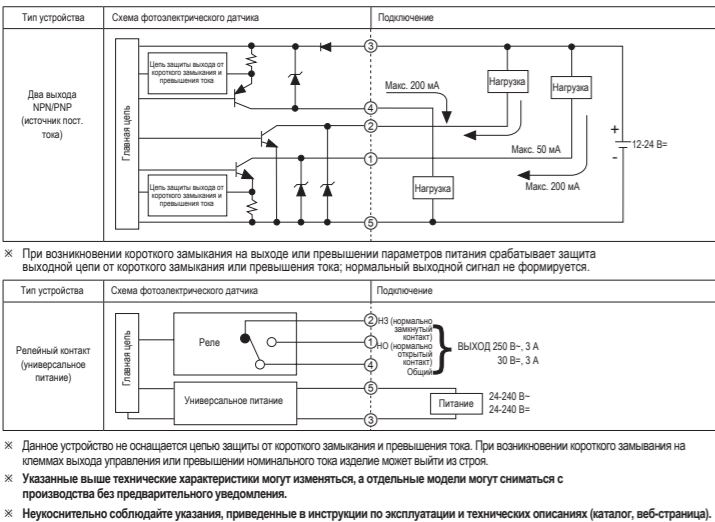 Тип устройства
Схема фотоэлектрического датчика
Подключение
Два выхода
NPN/PNP
(источник пост.
тока)
Главная цепь
Цепь защиты выхода от
короткого замыкания и
превышения тока
Цепь защиты выхода от
короткого замыкания и
превышения тока
3
4
2
1
5
Макс. 200 мА
Нагрузка
Нагрузка
Макс. 50 мА
Макс. 200 мА
Нагрузка
+
-
12-24 В=
※ При возникновении короткого замыкания на выходе или превышении параметров питания срабатывает защита
выходной цепи от короткого замыкания или превышения тока; нормальный выходной сигнал не формируется.
Тип устройства
Схема фотоэлектрического датчика
Подключение
Релейный контакт
(универсальное
питание)
Главная цепь
Реле
Универсальное питание
2 НЗ (нормально
замкнутый
контакт)
1 НО (нормально
открытый
контакт)
4
Общий
ВЫХОД 250 В~, 3 А
30 В=, 3 А
5
3
Питание
24-240 В~
24-240 В=
※ Данное устройство не оснащается цепью защиты от короткого замыкания и превышения тока. При возникновении короткого замывания на
клеммах выхода управления или превышении номинального тока изделие может выйти из строя.
※ Указанные выше технические характеристики могут изменяться, а отдельные модели могут сниматься с
производства без предварительного уведомления.
※ Неукоснительно соблюдайте указания, приведенные в инструкции по эксплуатации и технических описаниях (каталог, веб-страница).